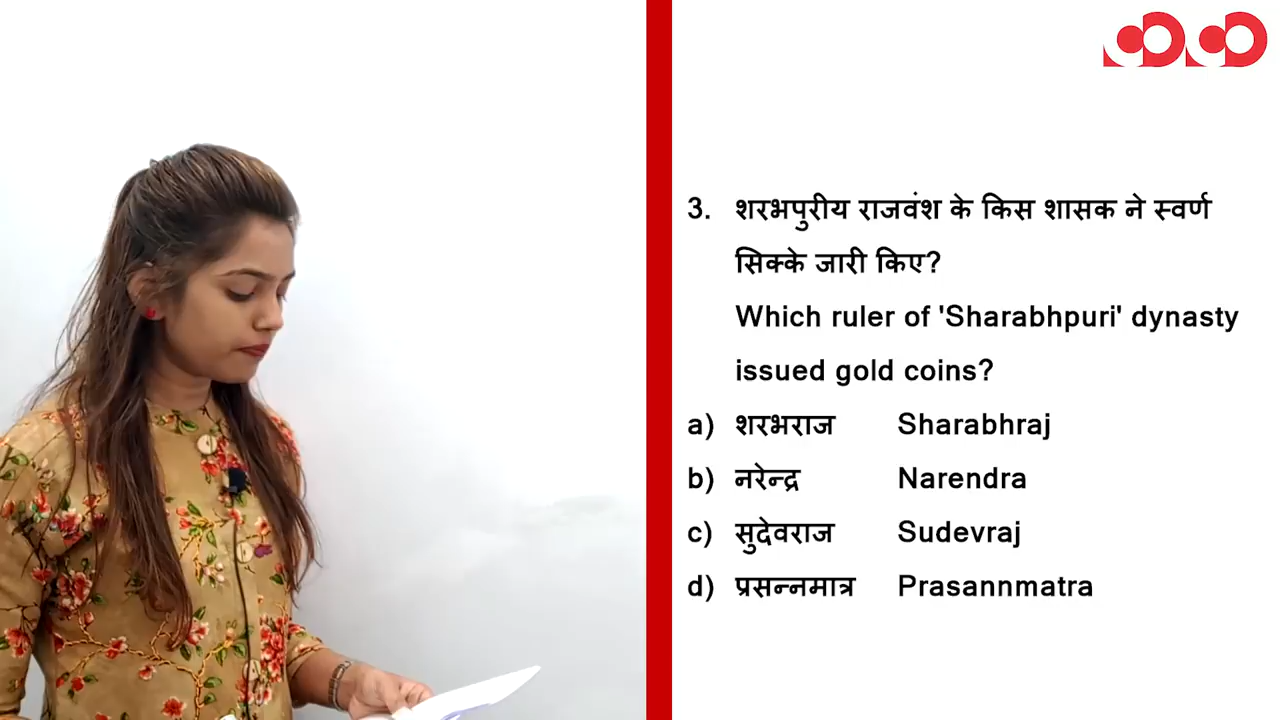 3. शरभपुरीय राजवंश के किस शासक ने स्वर्ण
सिक्के जारी किए?
Which ruler of 'Sharabhpuri' dynasty
issued gold coins?
a) शरभराज Sharabhraj
b) नरेन्द्र Narendra
c) सुदेवराज Sudevraj
d) प्रसन्नमात्र Prasannmatra